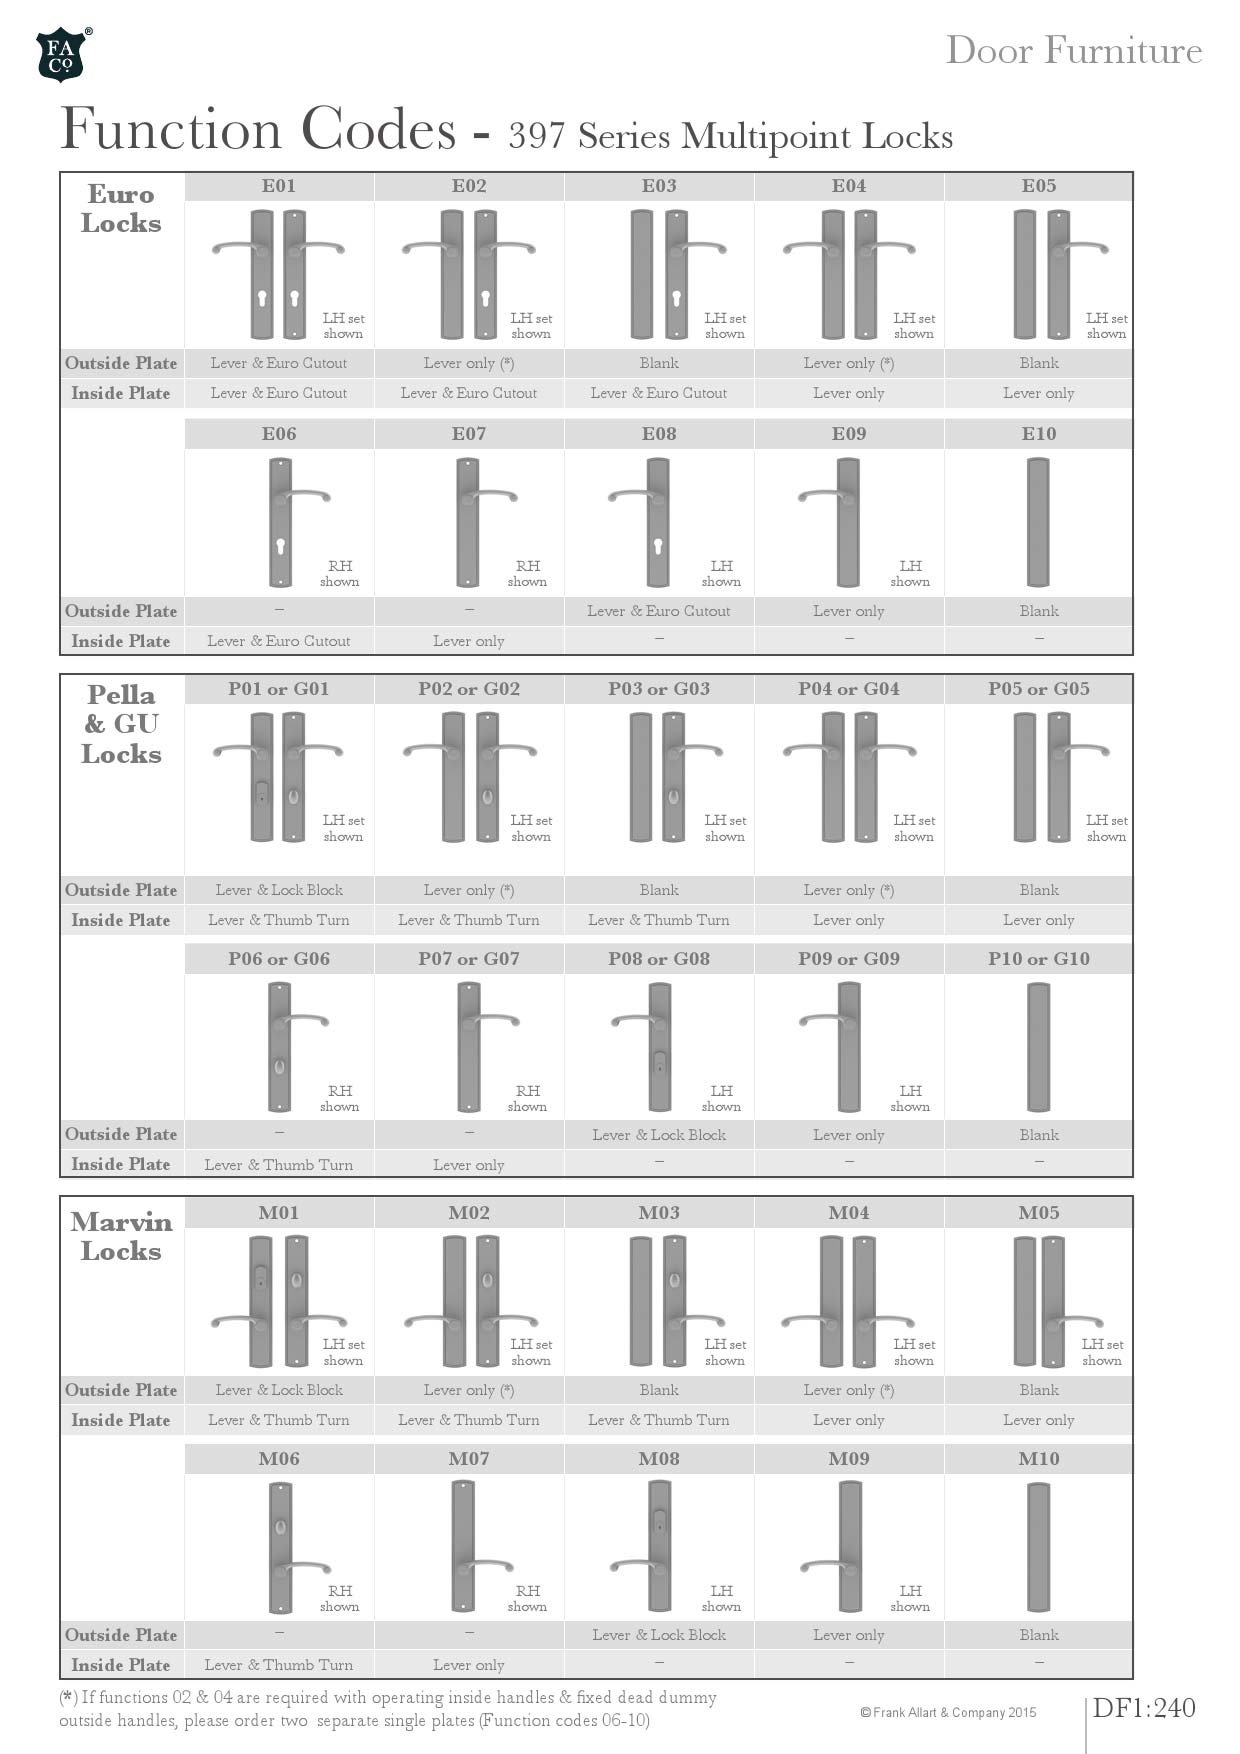 FA
Co.
®
Door Furniture
Function Codes - 397 Series Multipoint Locks
Euro
Locks
E01 E02 E03 E04 E05
LH set
shown
LH set
shown
LH set
shown
LH set
shown
LH set
shown
Outside Plate Lever & Euro Cutout Lever only (*) Blank Lever only (*) Blank
Inside Plate Lever & Euro Cutout Lever & Euro Cutout Lever & Euro Cutout Lever only Lever only
E06 E07 E08 E09 E10
RH
shown
RH
shown
LH
shown
LH
shown
Outside Plate – – Lever & Euro Cutout Lever only Blank
Inside Plate Lever & Euro Cutout Lever only – – –
Pella
& GU
Locks
P01 or G01 P02 or G02 P03 or G03 P04 or G04 P05 or G05
LH set
shown
LH set
shown
LH set
shown
LH set
shown
LH set
shown
Outside Plate Lever & Lock Block Lever only (*) Blank Lever only (*) Blank
Inside Plate Lever & Thumb Turn Lever & Thumb Turn Lever & Thumb Turn Lever only Lever only
P06 or G06 P07 or G07 P08 or G08 P09 or G09 P10 or G10
RH
shown
RH
shown
LH
shown
LH
shown
Outside Plate – – Lever & Lock Block Lever only Blank
Inside Plate Lever & Thumb Turn Lever only – – –
Marvin
Locks
M01 M02 M03 M04 M05
LH set
shown
LH set
shown
LH set
shown
LH set
shown
LH set
shown
Outside Plate Lever & Lock Block Lever only (*) Blank Lever only (*) Blank
Inside Plate Lever & Thumb Turn Lever & Thumb Turn Lever & Thumb Turn Lever only Lever only
M06 M07 M08 M09 M10
RH
shown
RH
shown
LH
shown
LH
shown
Outside Plate – – Lever & Lock Block Lever only Blank
Inside Plate Lever & Thumb Turn Lever only – – –
(*) If functions 02 & 04 are required with operating inside handles & fixed dead dummy
outside handles, please order two separate single plates (Function codes 06-10)
© Frank Allart & Company 2015
DF1:240